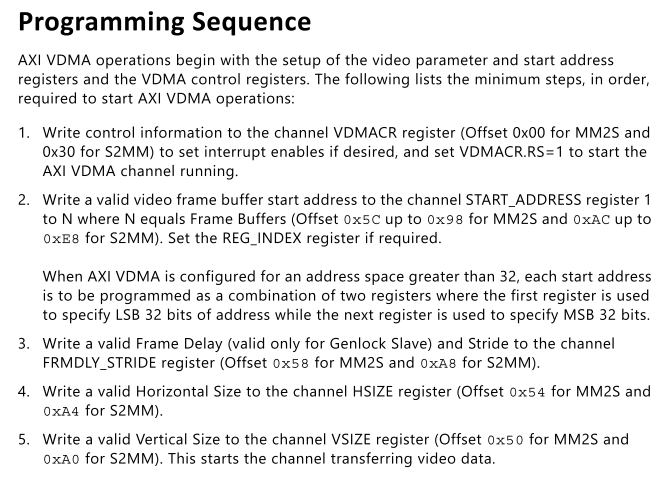 Programming Sequence
AXI VDMA operations begin with the setup of the video parameter and start address
registers and the VDMA control registers. The following lists the minimum steps, in order,
required to start AXI VDMA operations:
1. Write control information to the channel VDMACR register (Offset 0x00 for MM2S and
0x30 for S2MM) to set interrupt enables if desired, and set VDMACR.RS=1 to start the
AXI VDMA channel running.
2. Write a valid video frame buffer start address to the channel START_ADDRESS register 1
to N where N equals Frame Buffers (Offset 0x5C up to 0x98 for MM2S and 0xAC up to
0xE8 for S2MM). Set the REG_INDEX register if required.
When AXI VDMA is configured for an address space greater than 32, each start address
is to be programmed as a combination of two registers where the first register is used
to specify LSB 32 bits of address while the next register is used to specify MSB 32 bits.
3. Write a valid Frame Delay (valid only for Genlock Slave) and Stride to the channel
FRMDLY_STRIDE register (Offset 0x58 for MM2S and 0xA8 for S2MM).
4. Write a valid Horizontal Size to the channel HSIZE register (Offset 0x54 for MM2S and
0xA4 for S2MM).
5. Write a valid Vertical Size to the channel VSIZE register (Offset 0x50 for MM2S and
0xA0 for S2MM). This starts the channel transferring video data.